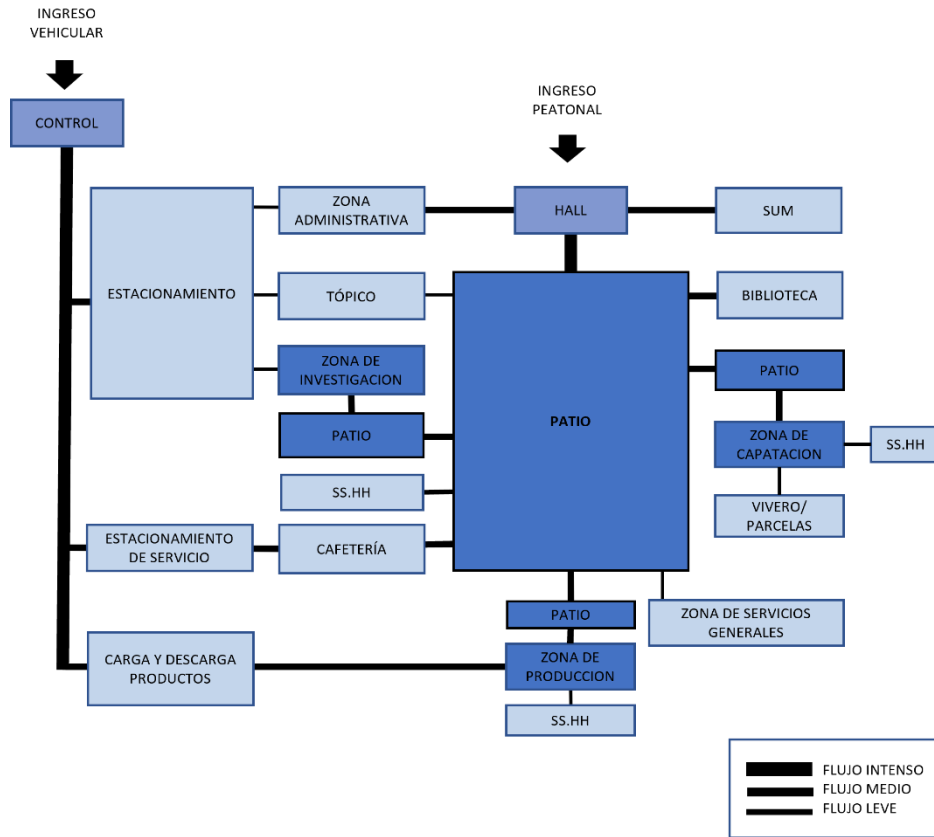 INGRESO
VEHICULAR
CONTROL
INGRESO
PEATONAL
ZONA
ADMINISTRATIVA
HALL
SUM
ESTACIONAMIENTO
TÓPICO
BIBLIOTECA
ZONA DE
INVESTIGACION
PATIO
PATIO
PATIO
ZONA DE
CAPATACION
SS.HH
SS.HH
VIVERO/
PARCELAS
ESTACIONAMIENTO
DE SERVICIO
CAFETERÍA
PATIO
ZONA DE SERVICIOS
GENERALES
CARGA Y DESCARGA
PRODUCTOS
ZONA DE
PRODUCCION
SS.HH
FLUJO INTENSO
FLUJO MEDIO
FLUJO LEVE